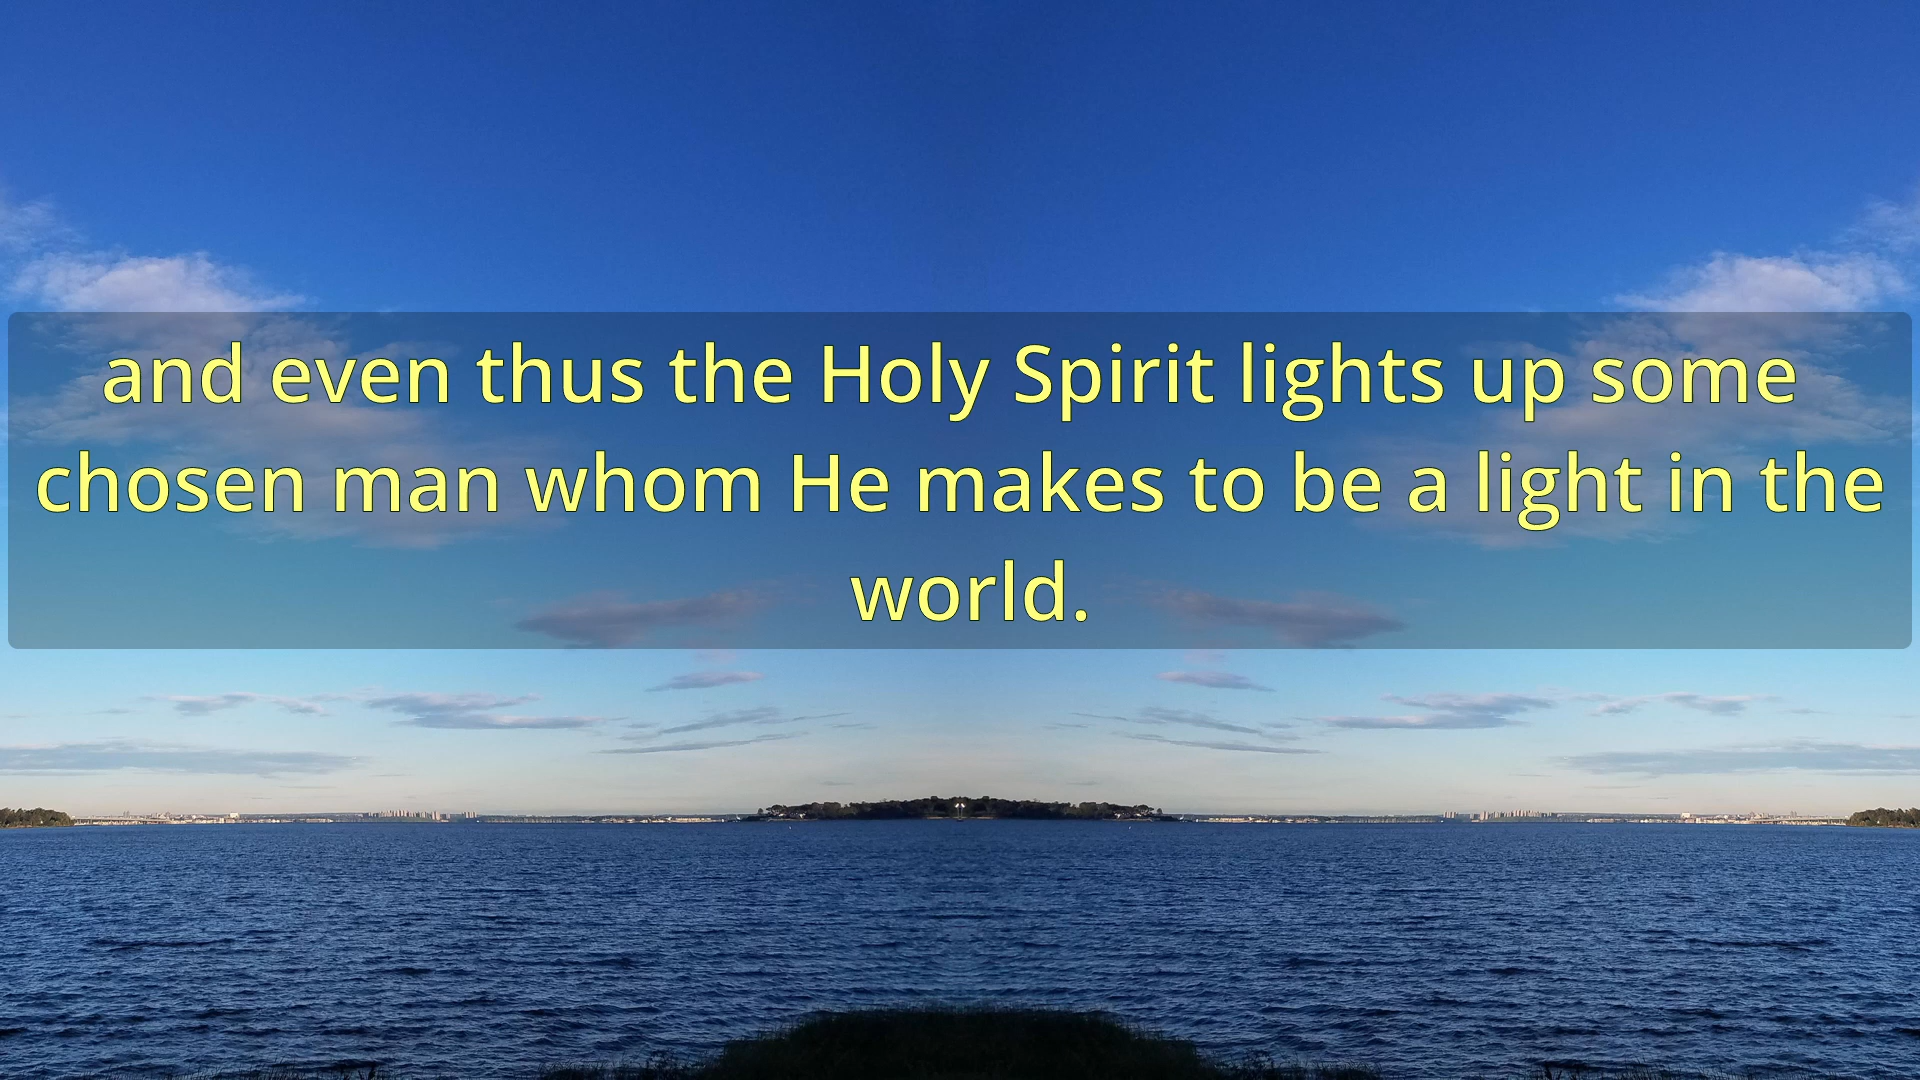 and even thus the Holy Spirit lights up some
chosen man whom He makes to be a light in the
world.